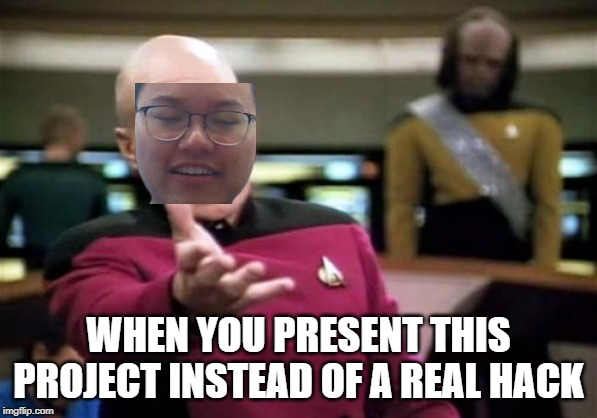 WHEN YOU PRESENT THIS
PROJECT INSTEAD OF A REAL HACK
imgflip.com